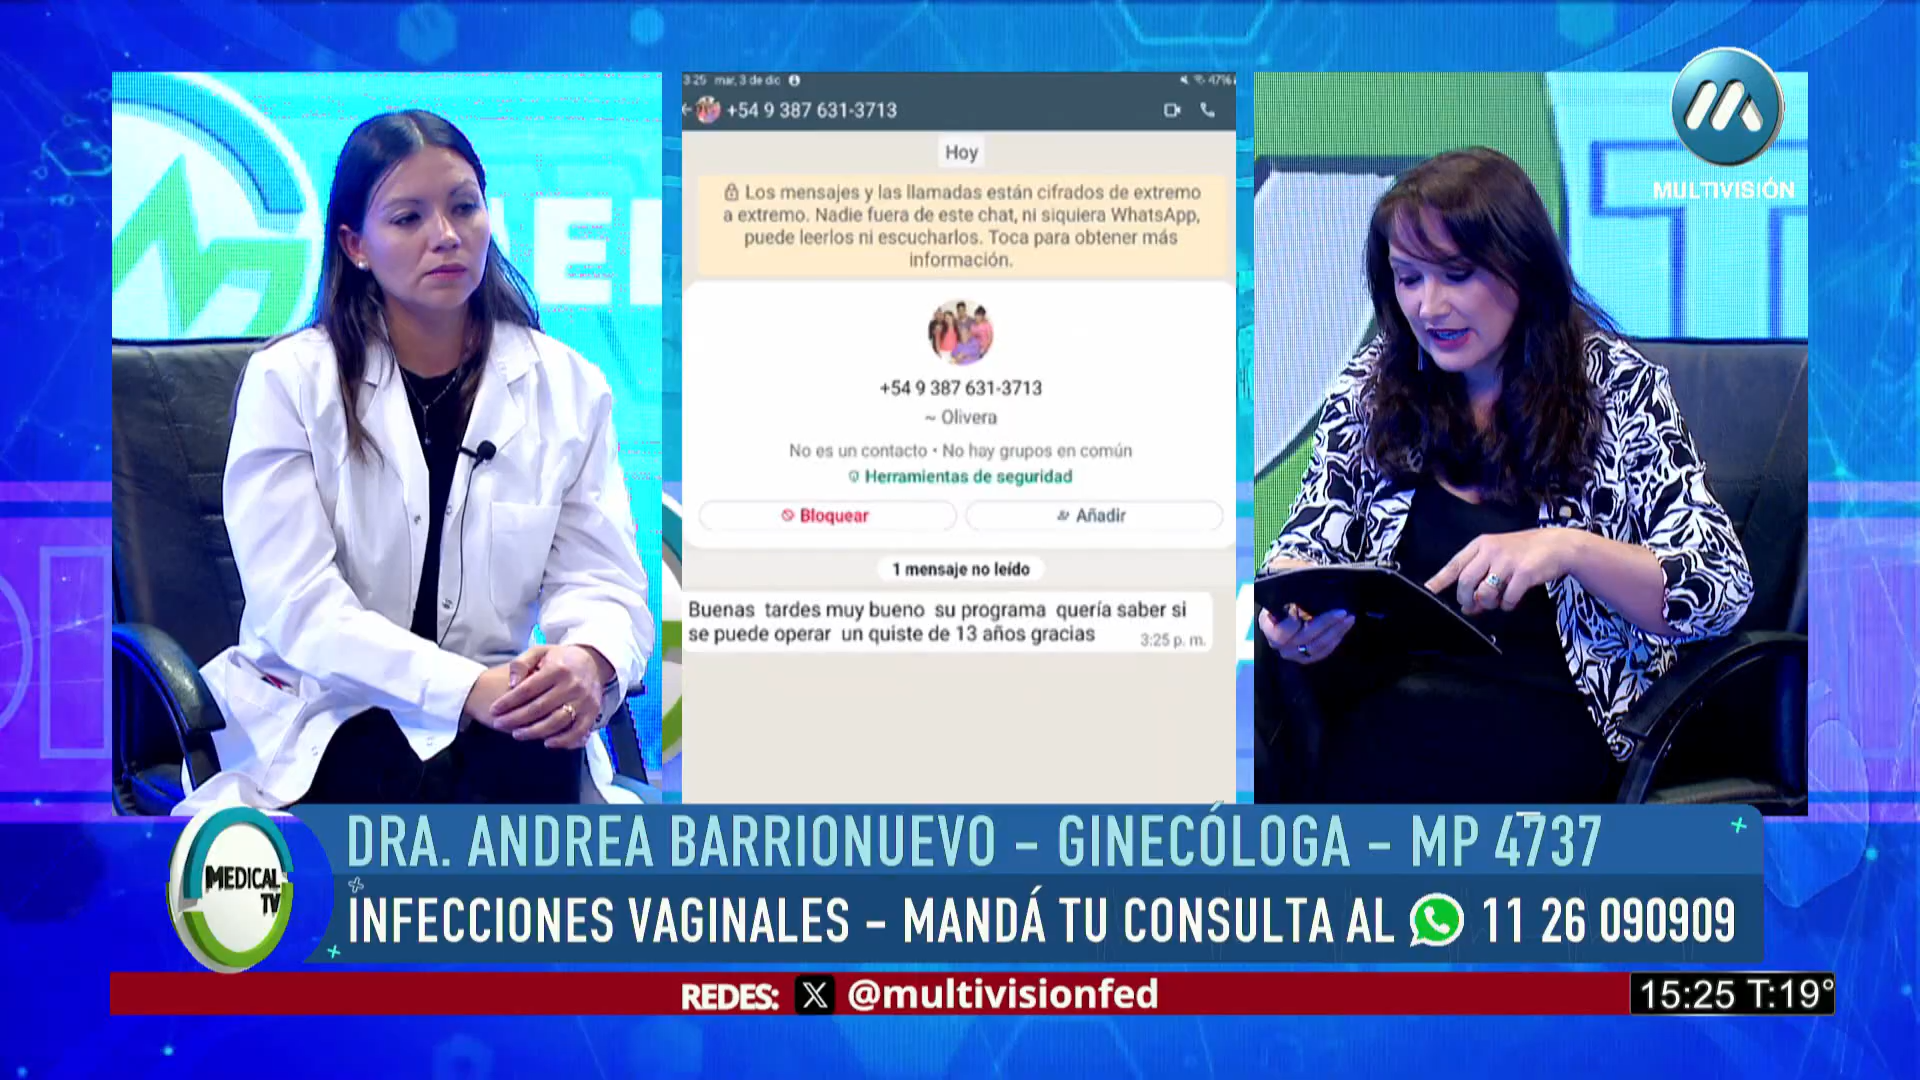 MULTIVISIÓN
3:25 mar, 3 de dic
47%
+54 9 387 631-3713
Hoy
Los mensajes y las llamadas están cifrados de extremo
a extremo. Nadie fuera de este chat, ni siquiera WhatsApp,
puede leerlos ni escucharlos. Toca para obtener más
información.
+54 9 387 631-3713
~ Olivera
No es un contacto • No hay grupos en común
Herramientas de seguridad
Bloquear
Añadir
1 mensaje no leído
Buenas tardes muy bueno su programa quería saber si
se puede operar un quiste de 13 años gracias
3:25 p. m.
DRA. ANDREA BARRIONUEVO – GINECÓLOGA – MP 4737
MEDICAL
TV
INFECCIONES VAGINALES – MANDÁ TU CONSULTA AL 11 26 090909
REDES: X @multivisionfed
15:25 T:19°